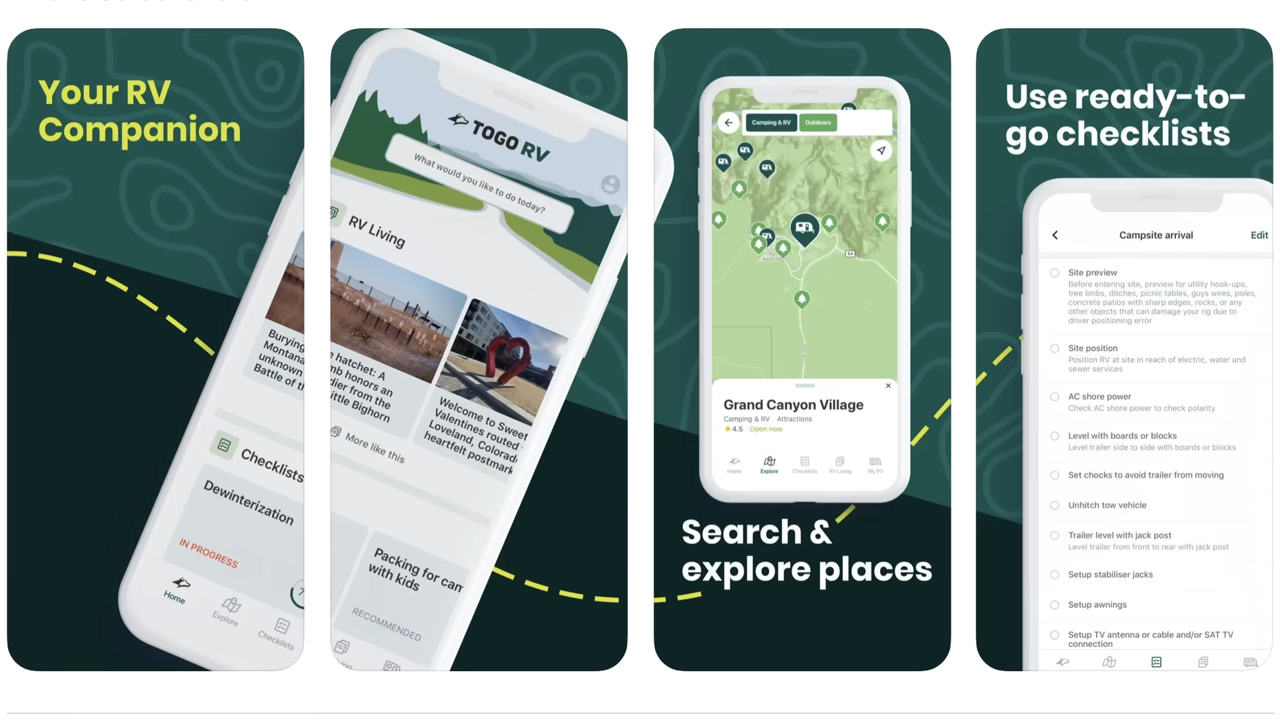 Your RV
Companion
Burying
Montana
unknown
Battle of t
Checklists
Dewinterization
IN PROGRESS
Home
Explore
Checklists
TOGO RV
What would you like to do today?
RV Living
e hatchet: A
mb honors an
dier from the
ittle Bighorn
Welcome to Sweet
Valentines routed
Loveland, Colorad
heartfelt postmark
More like this
Packing for cam
with kids
RECOMMENDED
Camping & RV
Outdoors
64
Grand Canyon Village
Camping & RV Attractions
4.5 Open now
Home Explore Checklists RV Living My RV
Search &
explore places
Use ready-to-
go checklists
Campsite arrival Edit
Site preview
Before entering site, preview for utility hook-ups,
tree limbs, ditches, picnic tables, guys wires, poles,
concrete patios with sharp edges, rocks, or any
other objects that can damage your rig due to
driver positioning error
Site position
Position RV at site in reach of electric, water and
sewer services
AC shore power
Check AC shore power to check polarity
Level with boards or blocks
Level trailer side to side with boards or blocks
Set chocks to avoid trailer from moving
Unhitch tow vehicle
Trailer level with jack post
Level trailer from front to rear with jack post
Setup stabiliser jacks
Setup awnings
Setup TV antenna or cable and/or SAT TV
connection